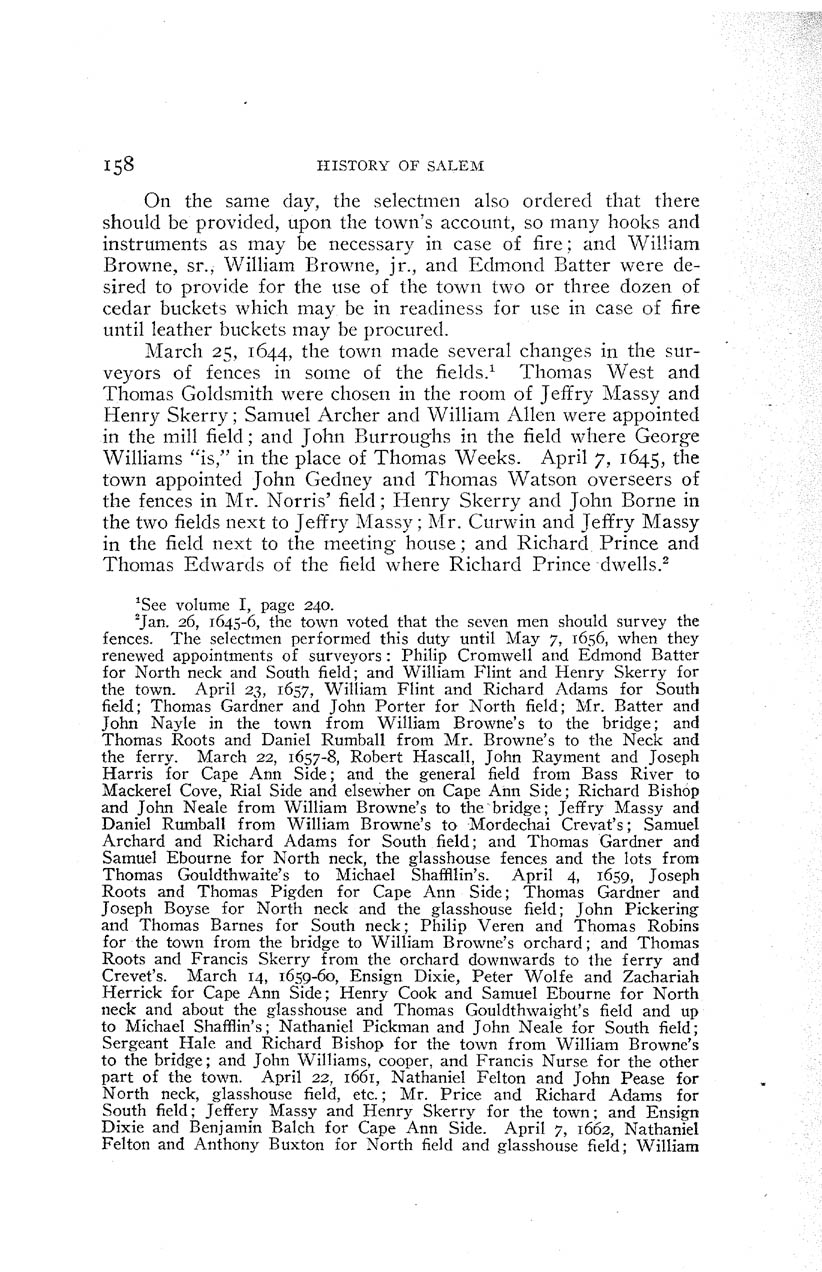 158 HISTORY OF SALEM
On the same day, the selectmen also ordered that there
should be provided, upon the town's account, so many hooks and
instruments as may be necessary in case of fire; and William
Browne, sr., William Browne, jr., and Edmond Batter were de-
sired to provide for the use of the town two or three dozen of
cedar buckets which may be in readiness for use in case of fire
until leather buckets may be procured.
March 25, 1644, the town made several changes in the sur-
veyors of fences in some of the fields.¹ Thomas West and
Thomas Goldsmith were chosen in the room of Jeffry Massy and
Henry Skerry; Samuel Archer and William Allen were appointed
in the mill field; and John Burroughs in the field where George
Williams "is," in the place of Thomas Weeks. April 7, 1645, the
town appointed John Gedney and Thomas Watson overseers of
the fences in Mr. Norris' field; Henry Skerry and John Borne in
the two fields next to Jeffry Massy; Mr. Curwin and Jeffry Massy
in the field next to the meeting house; and Richard Prince and
Thomas Edwards of the field where Richard Prince dwells.²
¹See volume I, page 240.
²Jan. 26, 1645-6, the town voted that the seven men should survey the
fences. The selectmen performed this duty until May 7, 1656, when they
renewed appointments of surveyors: Philip Cromwell and Edmond Batter
for North neck and South field; and William Flint and Henry Skerry for
the town. April 23, 1657, William Flint and Richard Adams for South
field; Thomas Gardner and John Porter for North field; Mr. Batter and
John Nayle in the town from William Browne's to the bridge; and
Thomas Roots and Daniel Rumball from Mr. Browne's to the Neck and
the ferry. March 22, 1657-8, Robert Hascall, John Rayment and Joseph
Harris for Cape Ann Side; and the general field from Bass River to
Mackerel Cove, Rial Side and elsewher on Cape Ann Side; Richard Bishop
and John Neale from William Browne's to the bridge; Jeffry Massy and
Daniel Rumball from William Browne's to Mordechai Crevat's; Samuel
Archard and Richard Adams for South field; and Thomas Gardner and
Samuel Ebourne for North neck, the glasshouse fences and the lots from
Thomas Gouldthwaite's to Michael Shaffllin's. April 4, 1659, Joseph
Roots and Thomas Pigden for Cape Ann Side; Thomas Gardner and
Joseph Boyse for North neck and the glasshouse field; John Pickering
and Thomas Barnes for South neck; Philip Veren and Thomas Robins
for the town from the bridge to William Browne's orchard; and Thomas
Roots and Francis Skerry from the orchard downwards to the ferry and
Crevet's. March 14, 1659-60, Ensign Dixie, Peter Wolfe and Zachariah
Herrick for Cape Ann Side; Henry Cook and Samuel Ebourne for North
neck and about the glasshouse and Thomas Gouldthwaight's field and up
to Michael Shafflin's; Nathaniel Pickman and John Neale for South field;
Sergeant Hale and Richard Bishop for the town from William Browne's
to the bridge; and John Williams, cooper, and Francis Nurse for the other
part of the town. April 22, 1661, Nathaniel Felton and John Pease for
North neck, glasshouse field, etc.; Mr. Price and Richard Adams for
South field; Jeffery Massy and Henry Skerry for the town; and Ensign
Dixie and Benjamin Balch for Cape Ann Side. April 7, 1662, Nathaniel
Felton and Anthony Buxton for North field and glasshouse field; William